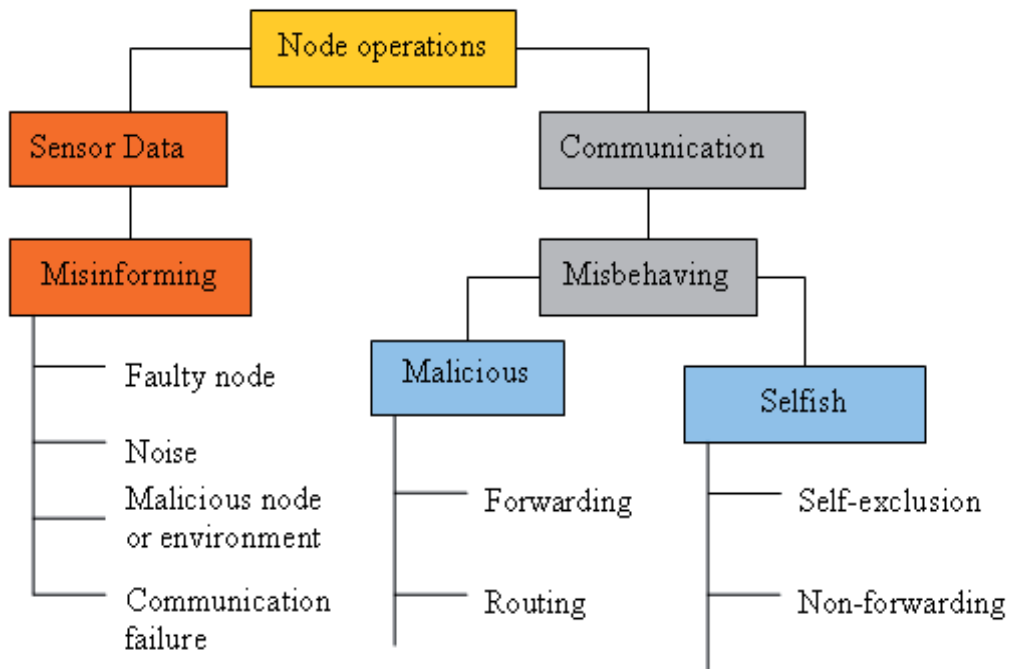 Node operations
Sensor Data
Communication
Misinforming
Misbehaving
Faulty node
Noise
Malicious node
or environment
Communication
failure
Malicious
Forwarding
Routing
Selfish
Self-exclusion
Non-forwarding